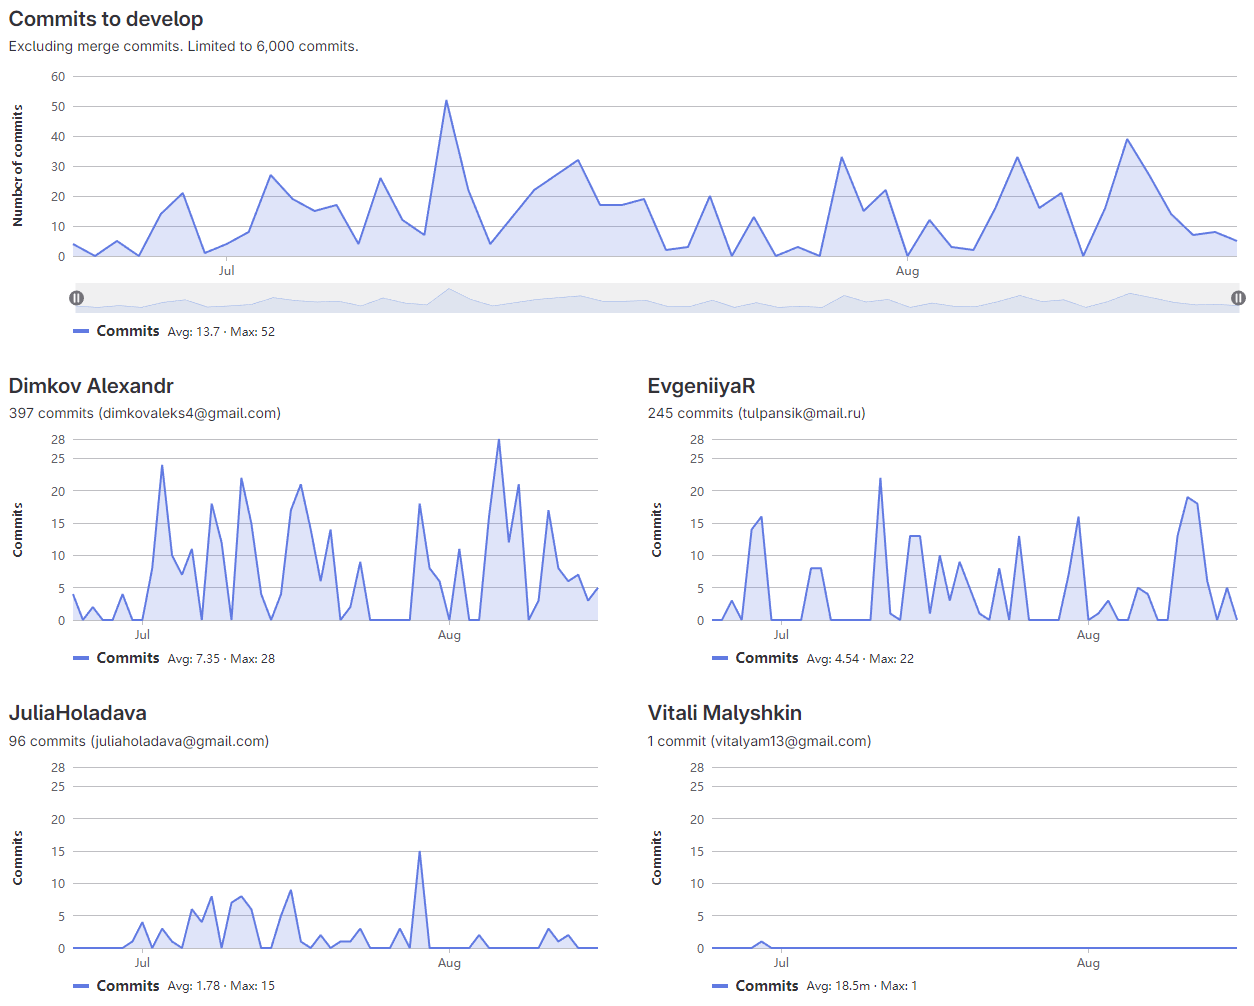 Commits to develop
Excluding merge commits. Limited to 6,000 commits.
60
50
40
30
20
10
0
Number of commits
Jul
Aug
Commits Avg: 13.7 · Max: 52
Dimkov Alexandr
397 commits (dimkovaleks4@gmail.com)
28
25
20
15
10
5
0
Commits
Jul
Aug
Commits Avg: 7.35 · Max: 28
EvgeniiyaR
245 commits (tulpansik@mail.ru)
28
25
20
15
10
5
0
Commits
Jul
Aug
Commits Avg: 4.54 · Max: 22
JuliaHoladava
96 commits (juliaholadava@gmail.com)
28
25
20
15
10
5
0
Commits
Jul
Aug
Commits Avg: 1.78 · Max: 15
Vitali Malyshkin
1 commit (vitalyam13@gmail.com)
28
25
20
15
10
5
0
Commits
Jul
Aug
Commits Avg: 18.5m · Max: 1